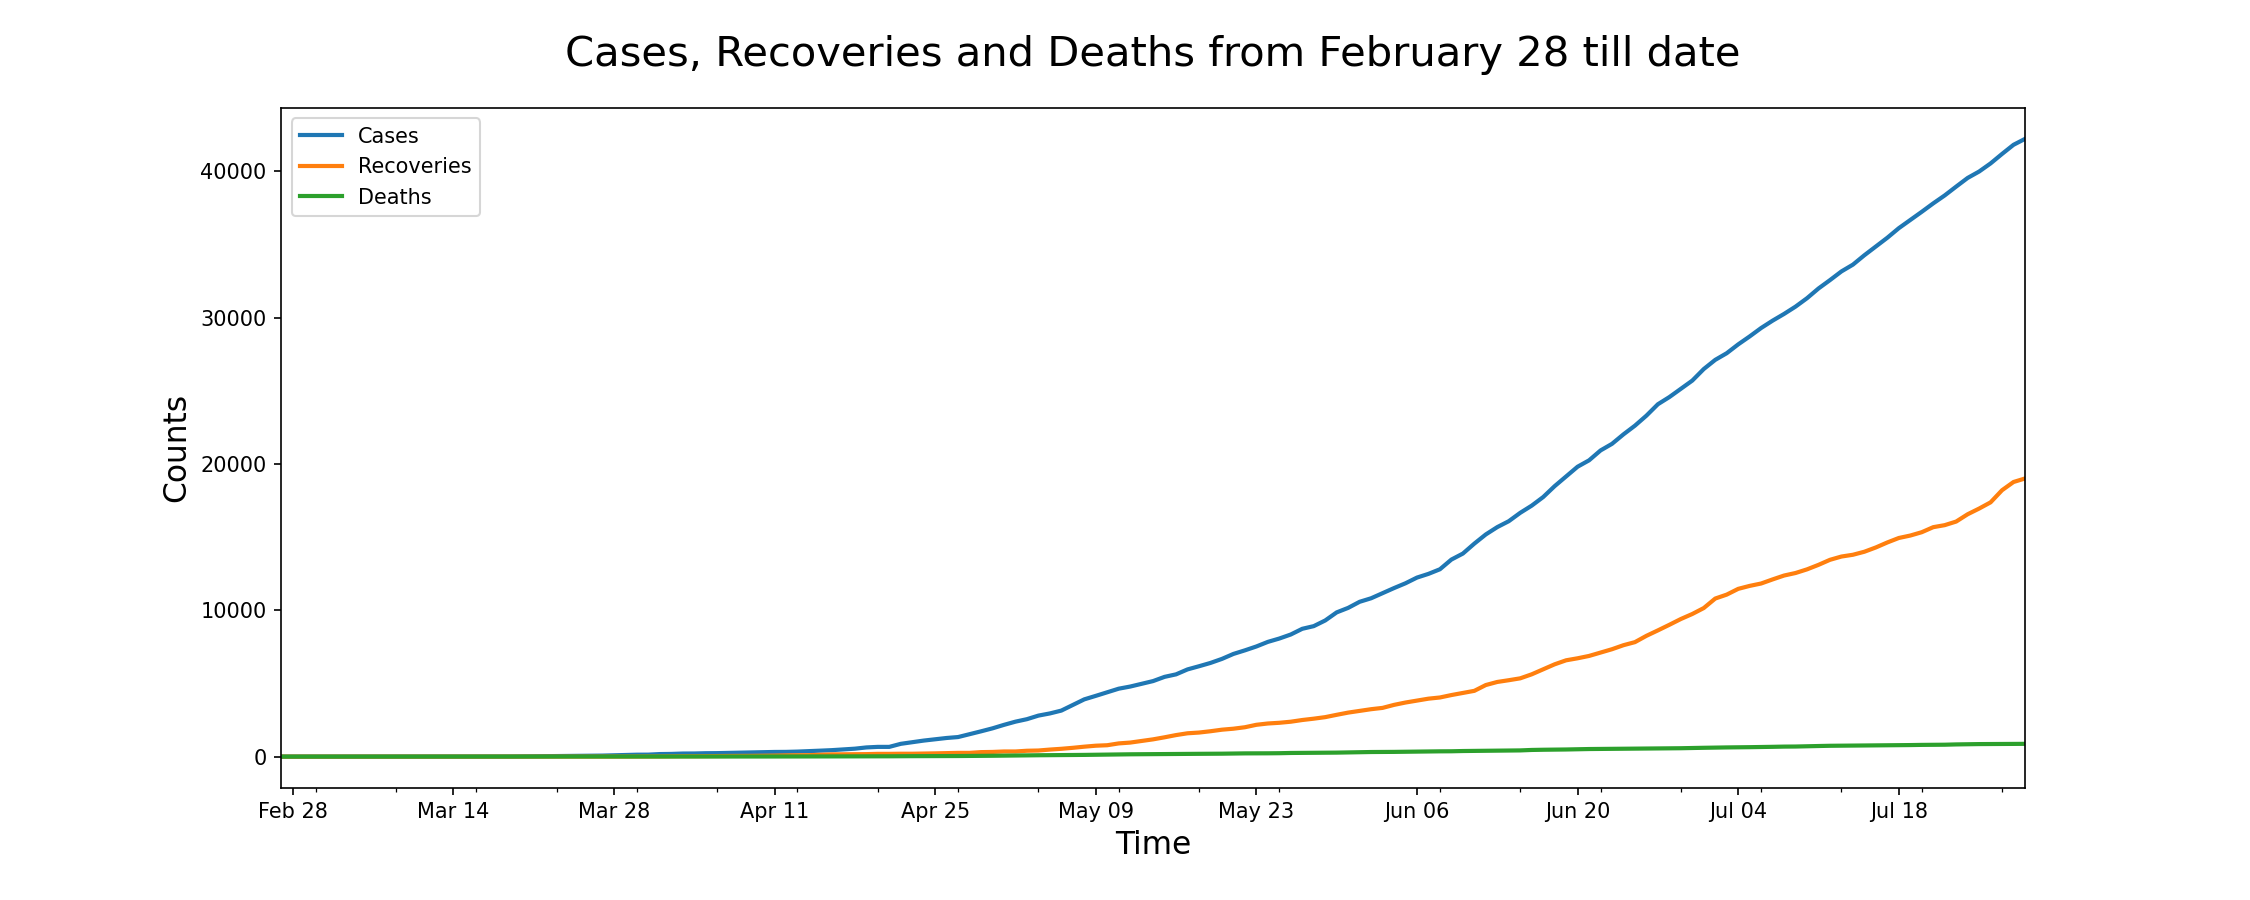 Cases, Recoveries and Deaths from February 28 till date
Cases
Recoveries
Deaths
40000
30000
20000
10000
0
Counts
Feb 28 Mar 14 Mar 28 Apr 11 Apr 25 May 09 May 23 Jun 06 Jun 20 Jul 04 Jul 18
Time